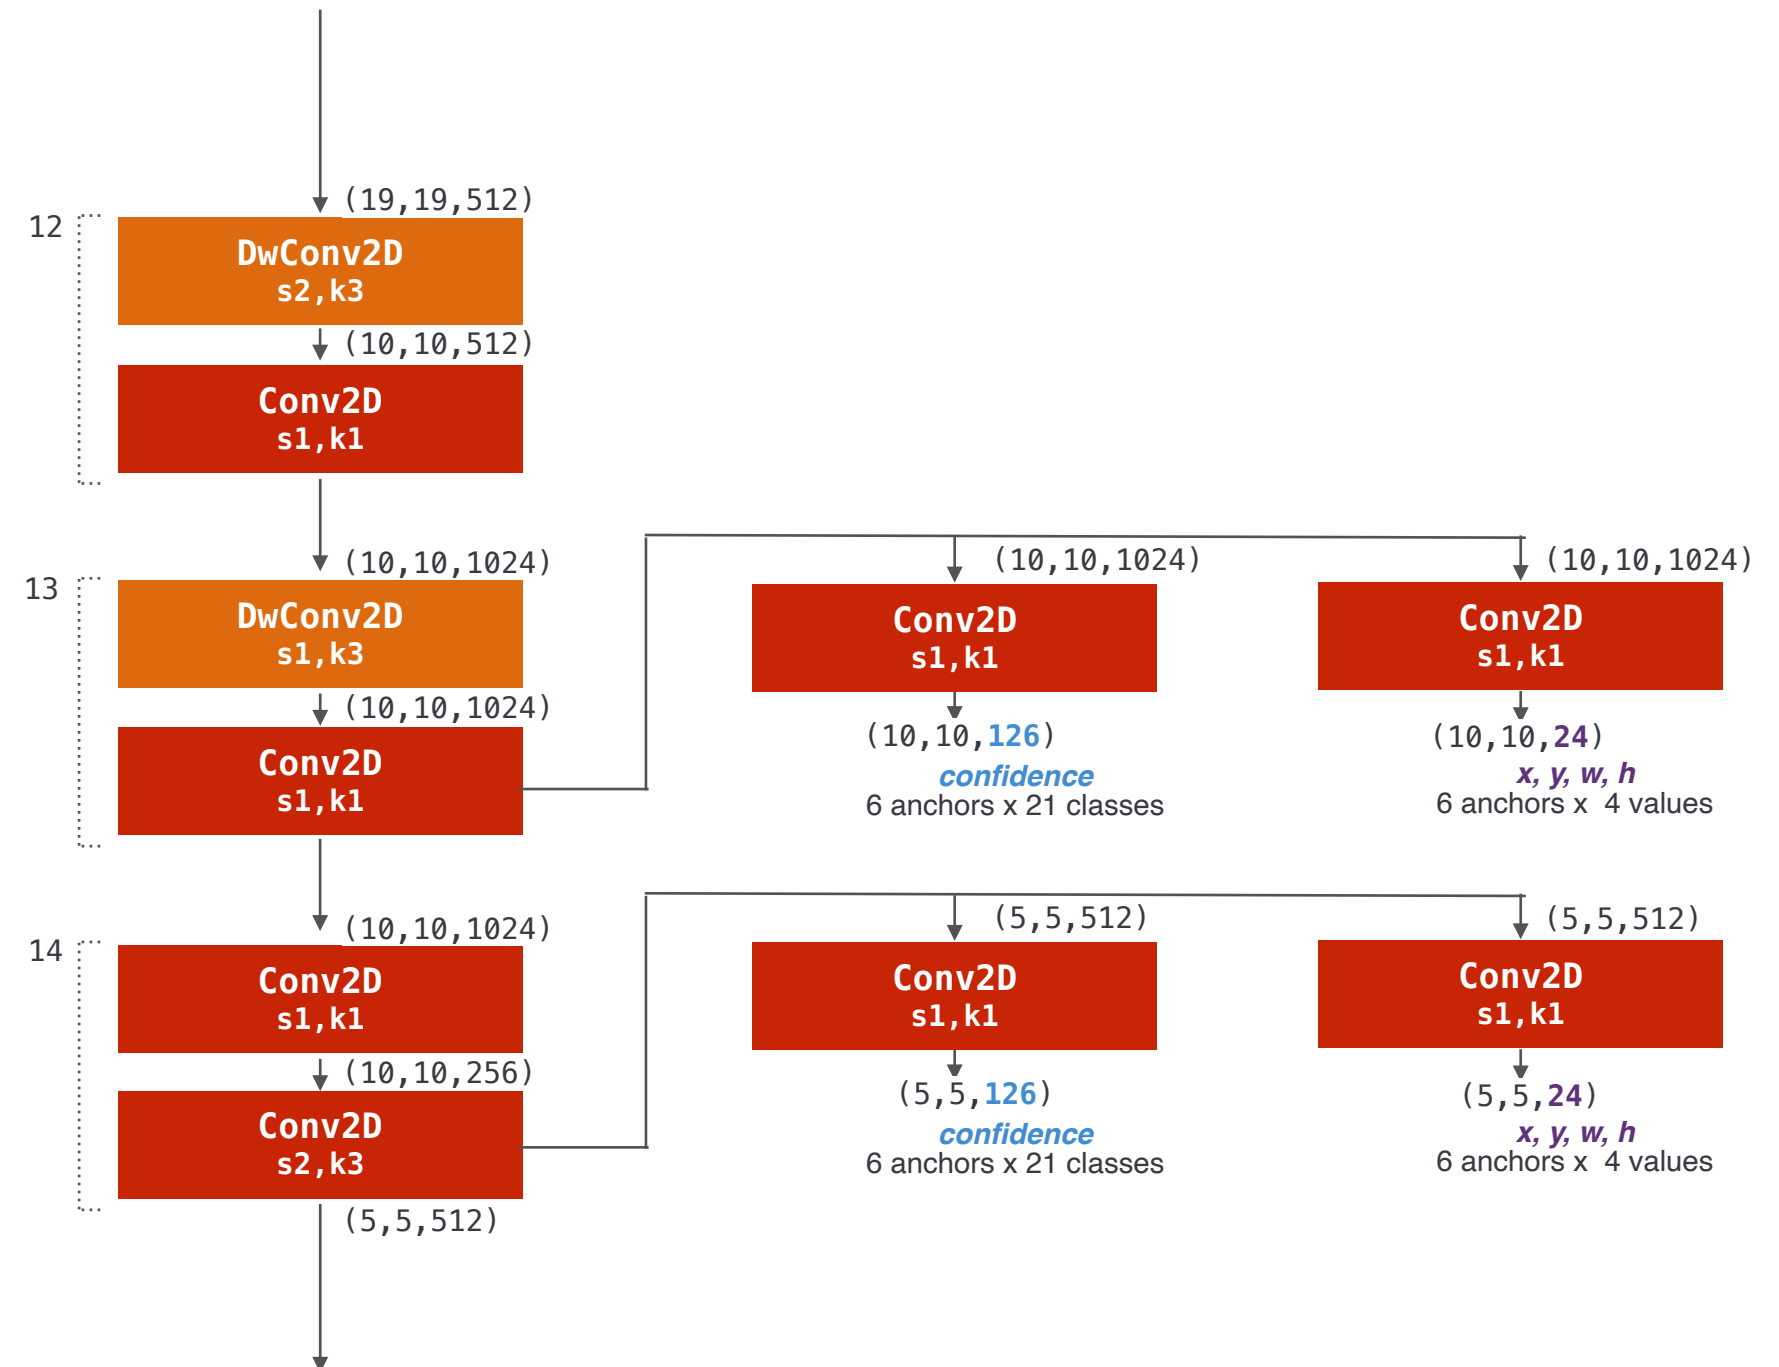 (19,19,512)
12
DwConv2D
s2,k3
(10,10,512)
Conv2D
s1,k1
(10,10,1024)
13
DwConv2D
s1,k3
(10,10,1024)
Conv2D
s1,k1
(10,10,1024)
Conv2D
s1,k1
(10,10,126)
confidence
6 anchors x 21 classes
(10,10,1024)
Conv2D
s1,k1
(10,10,24)
x, y, w, h
6 anchors x 4 values
(10,10,1024)
14
Conv2D
s1,k1
(10,10,256)
Conv2D
s2,k3
(5,5,512)
(5,5,512)
Conv2D
s1,k1
(5,5,126)
confidence
6 anchors x 21 classes
(5,5,512)
Conv2D
s1,k1
(5,5,24)
x, y, w, h
6 anchors x 4 values